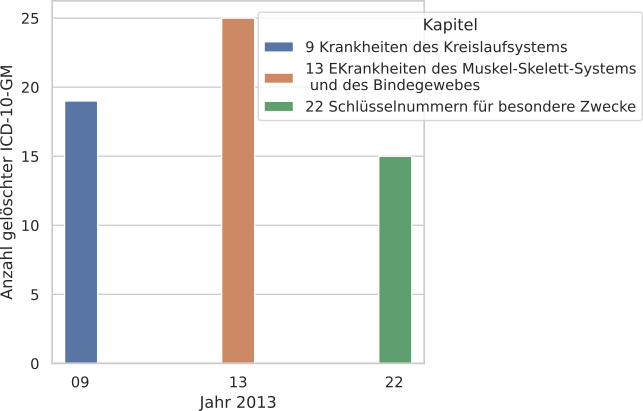 25
20
15
10
5
0
Anzahl gelöschter ICD-10-GM
Kapitel
9 Krankheiten des Kreislaufsystems
13 EKrankheiten des Muskel-Skelett-Systems
und des Bindegewebes
22 Schlüsselnummern für besondere Zwecke
09
13
22
Jahr 2013